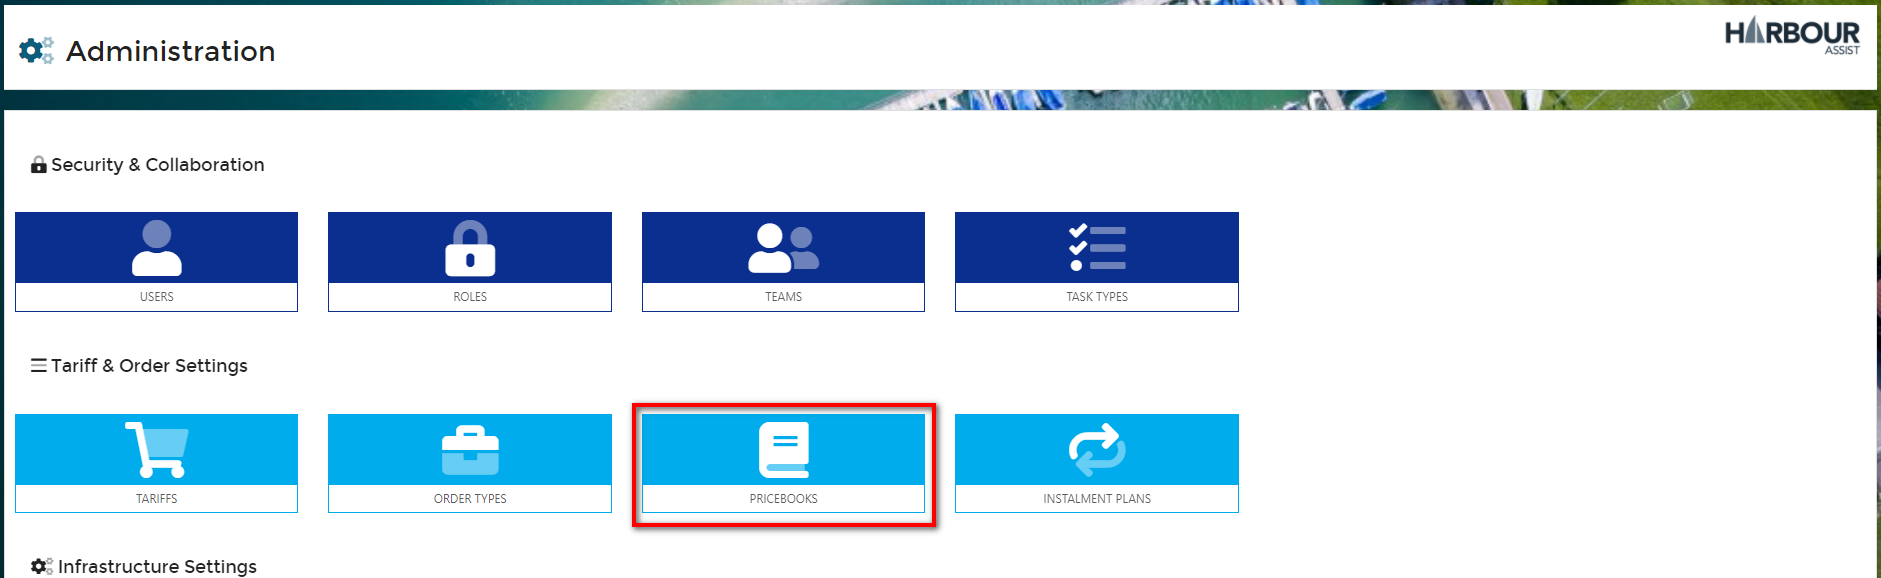 Administration
HARBOUR
ASSIST
Security & Collaboration
USERS
ROLES
TEAMS
TASK TYPES
Tariff & Order Settings
TARIFFS
ORDER TYPES
PRICEBOOKS
INSTALMENT PLANS
Infrastructure Settings